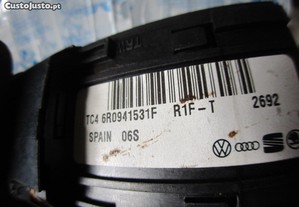 CustoJusto.pt
TC4 6R0941531F R1F-T 2692
SPAIN 06S